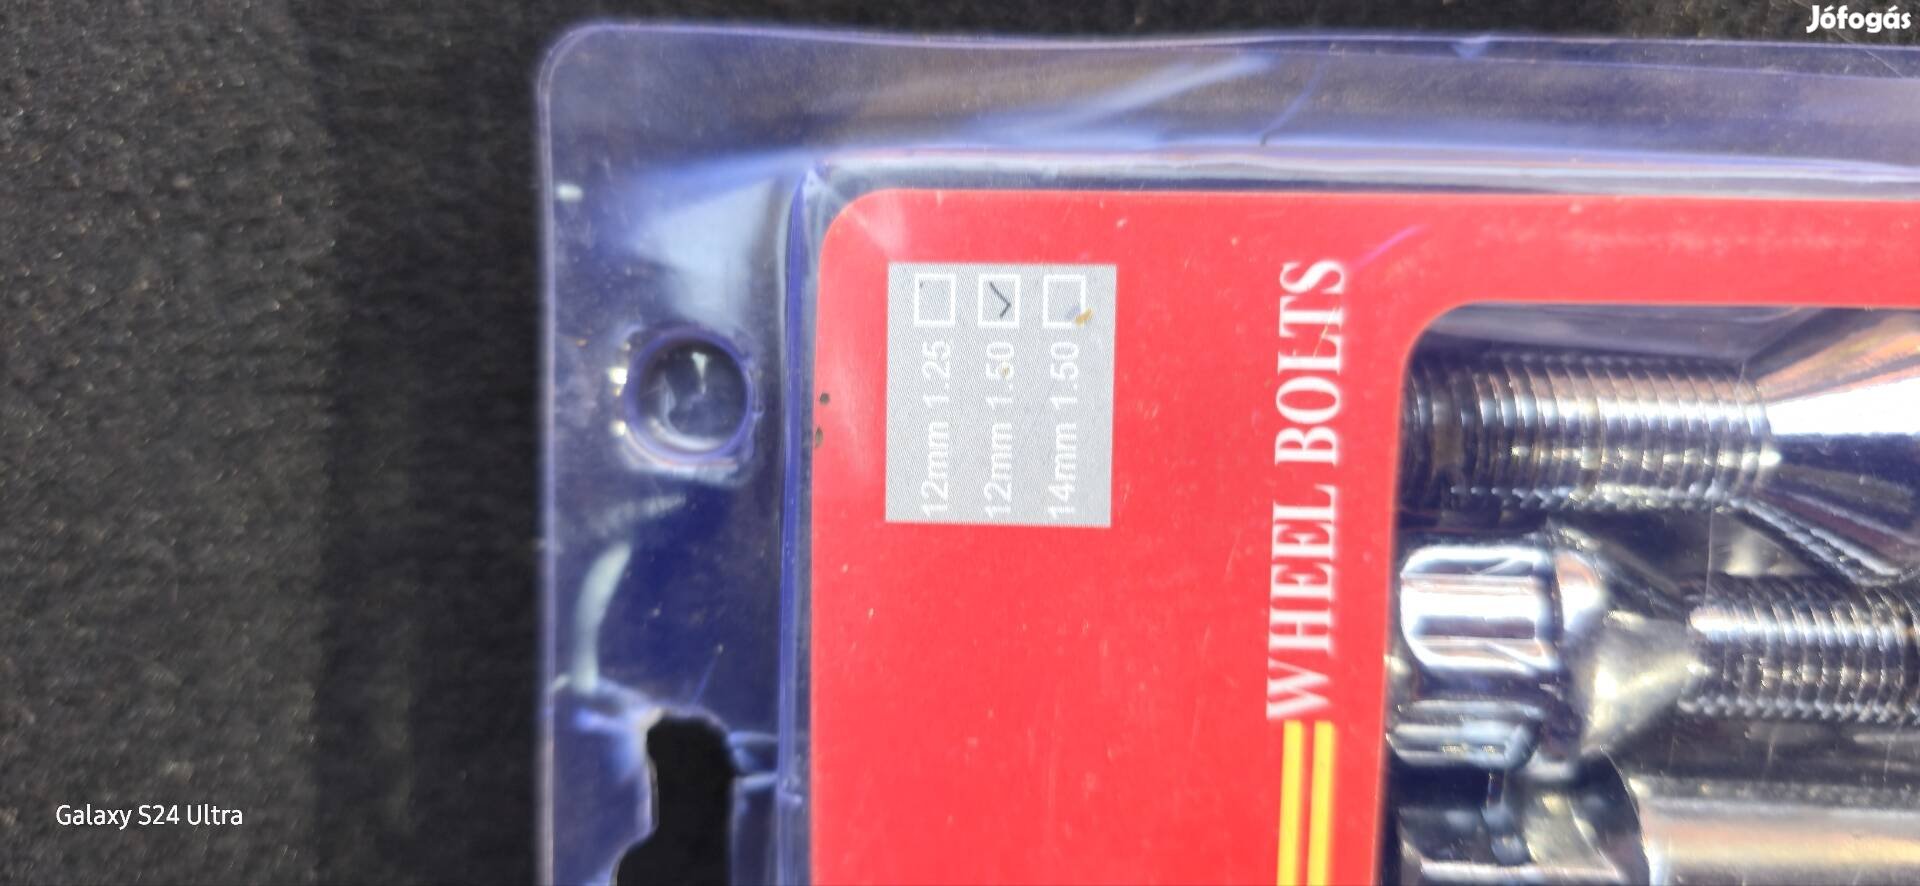 Jófogás
12mm 1.25
12mm 1.50
14mm 1.50
WHEEL BOLTS
Galaxy S24 Ultra